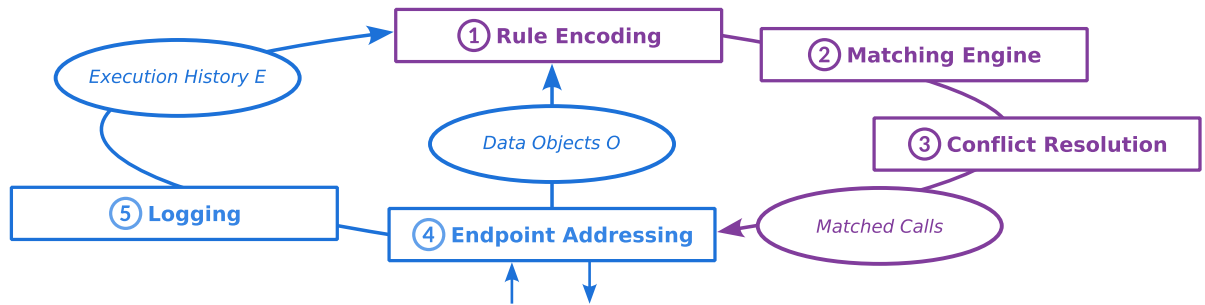 ① Rule Encoding
② Matching Engine
Execution History E
Data Objects O
③ Conflict Resolution
⑤ Logging
④ Endpoint Addressing
Matched Calls